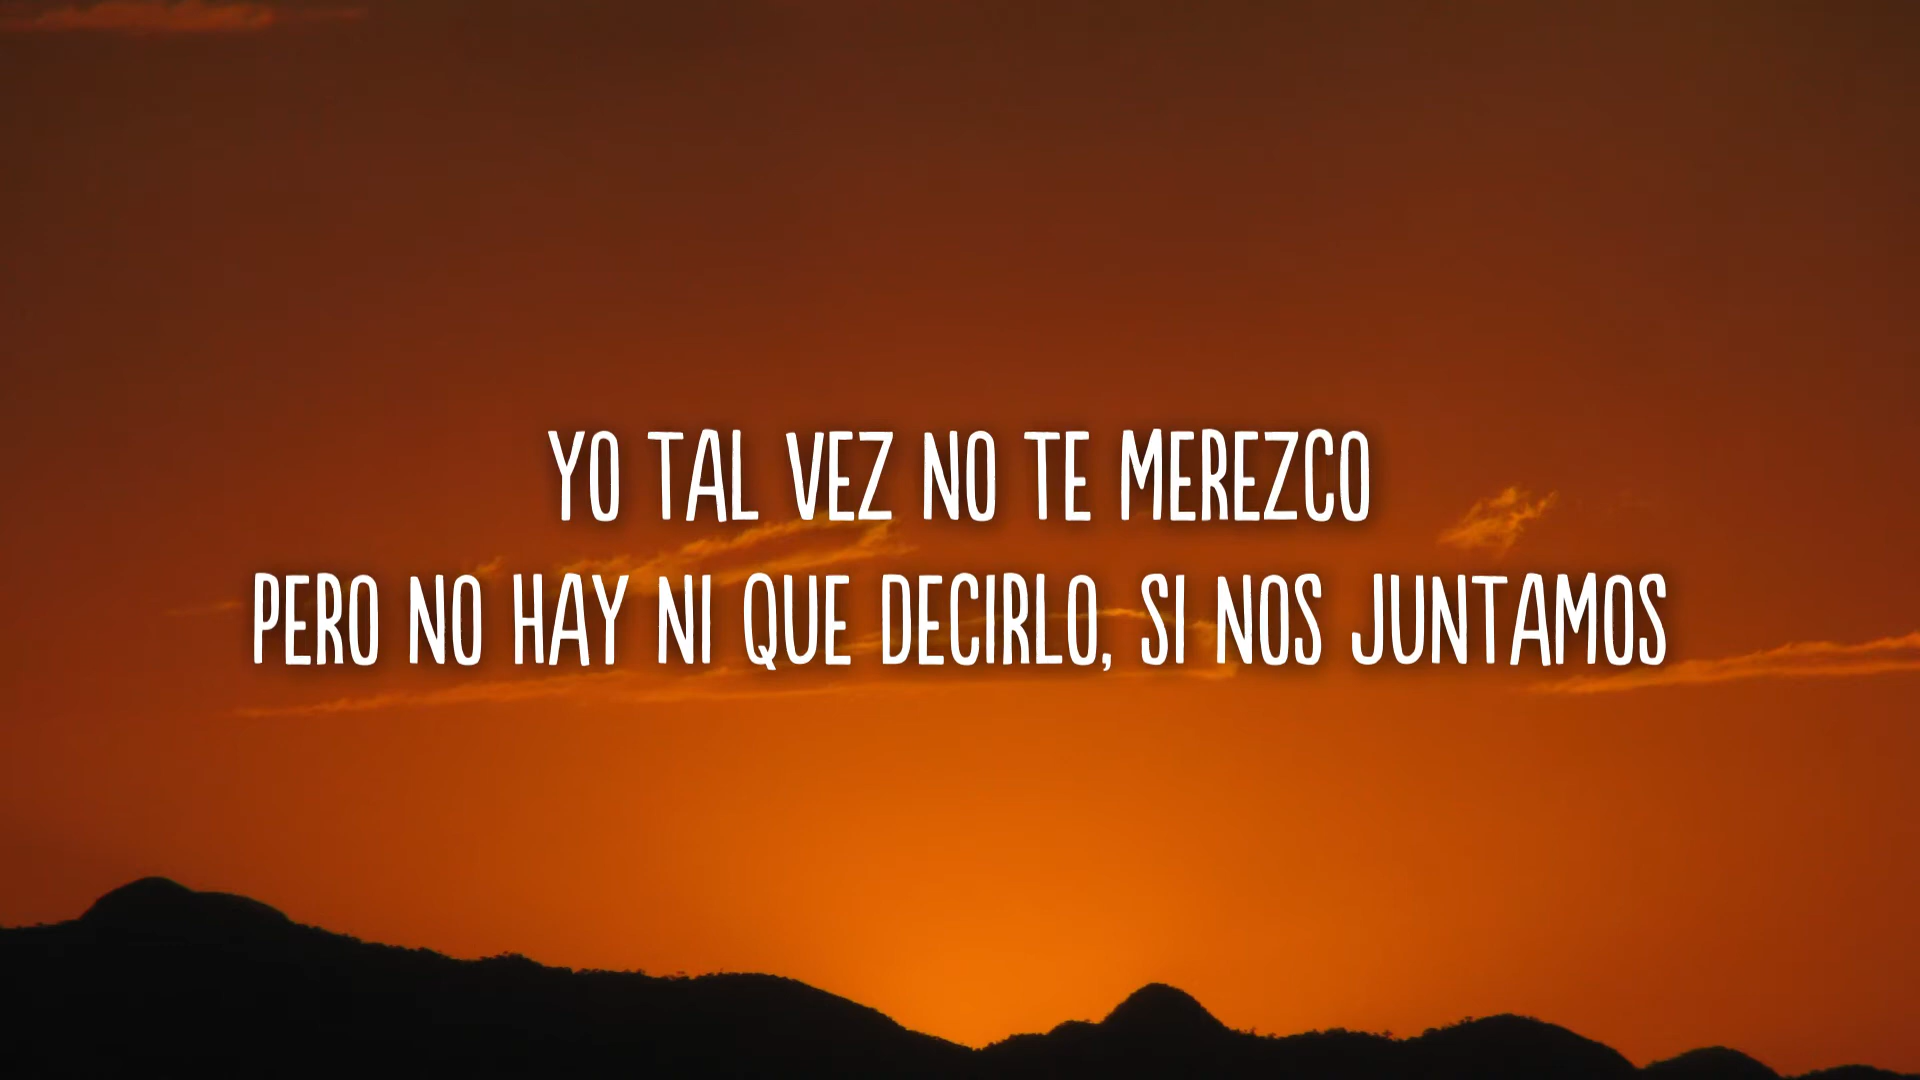 YO TAL VEZ NO TE MEREZCO
PERO NO HAY NI QUE DECIRLO, SI NOS JUNTAMOS